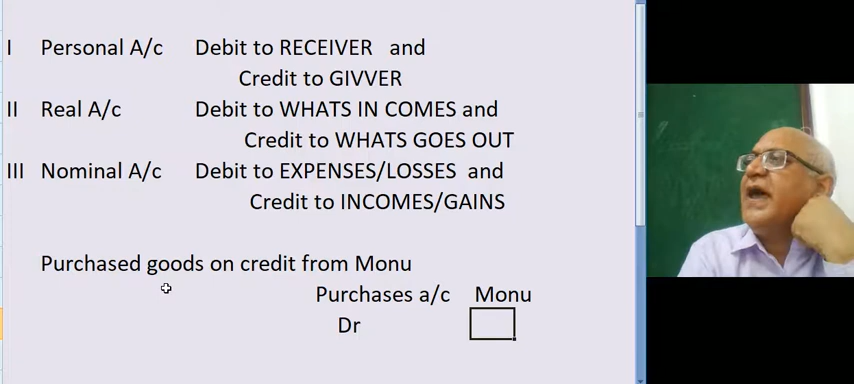 I Personal A/c Debit to RECEIVER and
Credit to GIVVER
II Real A/c Debit to WHATS IN COMES and
Credit to WHATS GOES OUT
III Nominal A/c Debit to EXPENSES/LOSSES and
Credit to INCOMES/GAINS
Purchased goods on credit from Monu
Purchases a/c Monu
Dr